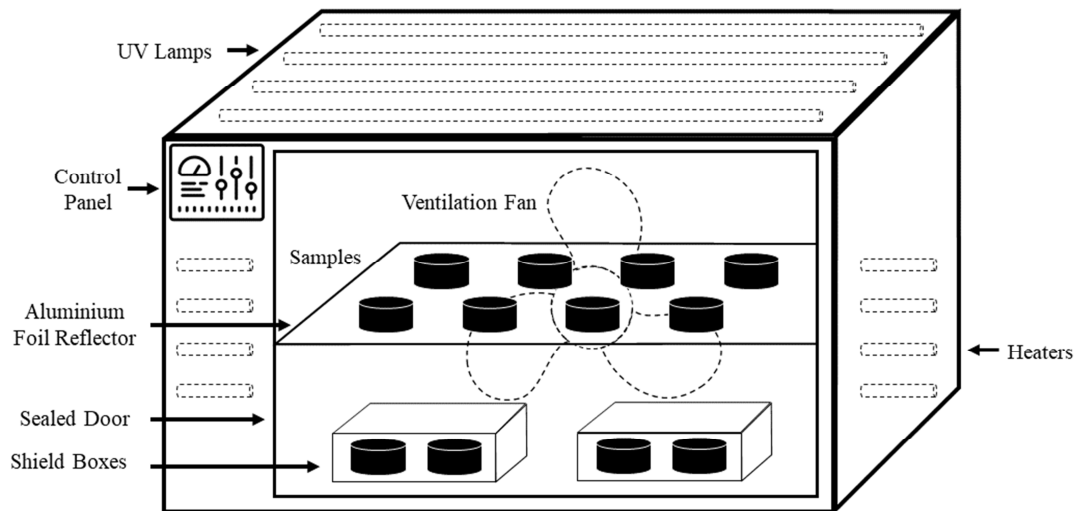 UV Lamps
Control
Panel
Ventilation Fan
Samples
Aluminium
Foil Reflector
Heaters
Sealed Door
Shield Boxes